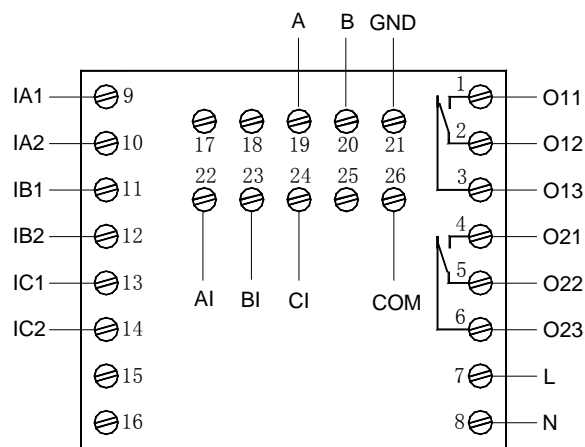 A B GND
IA1 9 1 O11
17 18 19 20 21
IA2 10 2 O12
22 23 24 25 26
IB1 11 3 O13
IB2 12 4 O21
IC1 13 5 O22
AI BI CI COM
IC2 14 6 O23
15 7 L
16 8 N